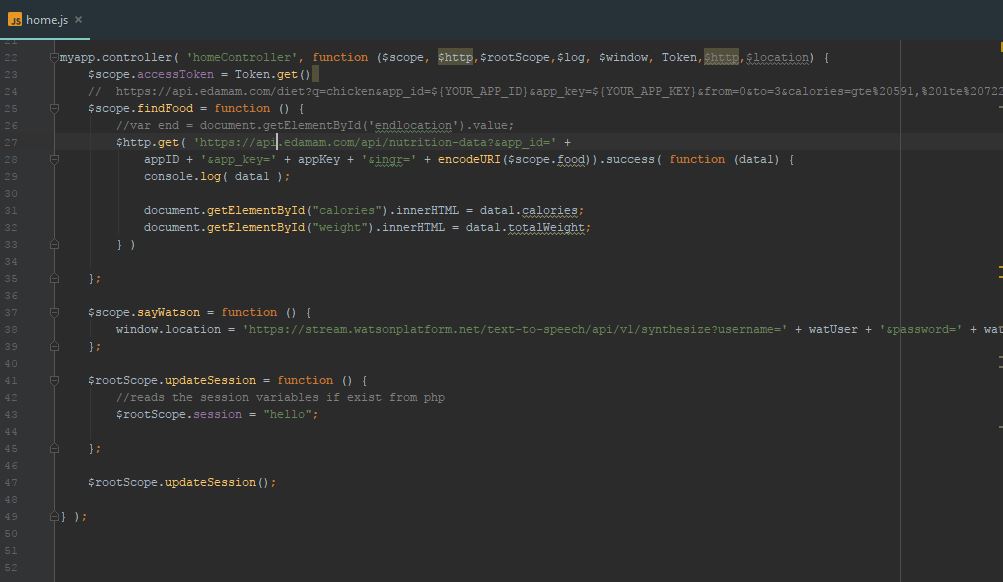 JS home.js ×
21
22 myapp.controller( 'homeController', function ($scope, $http,$rootScope,$log, $window, Token,$http,$location) {
23 $scope.accessToken = Token.get()
24 // https://api.edamam.com/diet?q=chicken&app_id=${YOUR_APP_ID}&app_key=${YOUR_APP_KEY}&from=0&to=3&calories=gte%20591,%20lte%20722
25 $scope.findFood = function () {
26 //var end = document.getElementById('endlocation').value;
27 $http.get( 'https://api.edamam.com/api/nutrition-data?&app_id=' +
28 appID + '&app_key=' + appKey + '&ingr=' + encodeURI($scope.food)).success( function (data1) {
29 console.log( data1 );
30
31 document.getElementById("calories").innerHTML = data1.calories;
32 document.getElementById("weight").innerHTML = data1.totalWeight;
33 } )
34
35 };
36
37 $scope.sayWatson = function () {
38 window.location = 'https://stream.watsonplatform.net/text-to-speech/api/v1/synthesize?username=' + watUser + '&password=' + wat
39 };
40
41 $rootScope.updateSession = function () {
42 //reads the session variables if exist from php
43 $rootScope.session = "hello";
44
45 };
46
47 $rootScope.updateSession();
48
49 } );
50
51
52